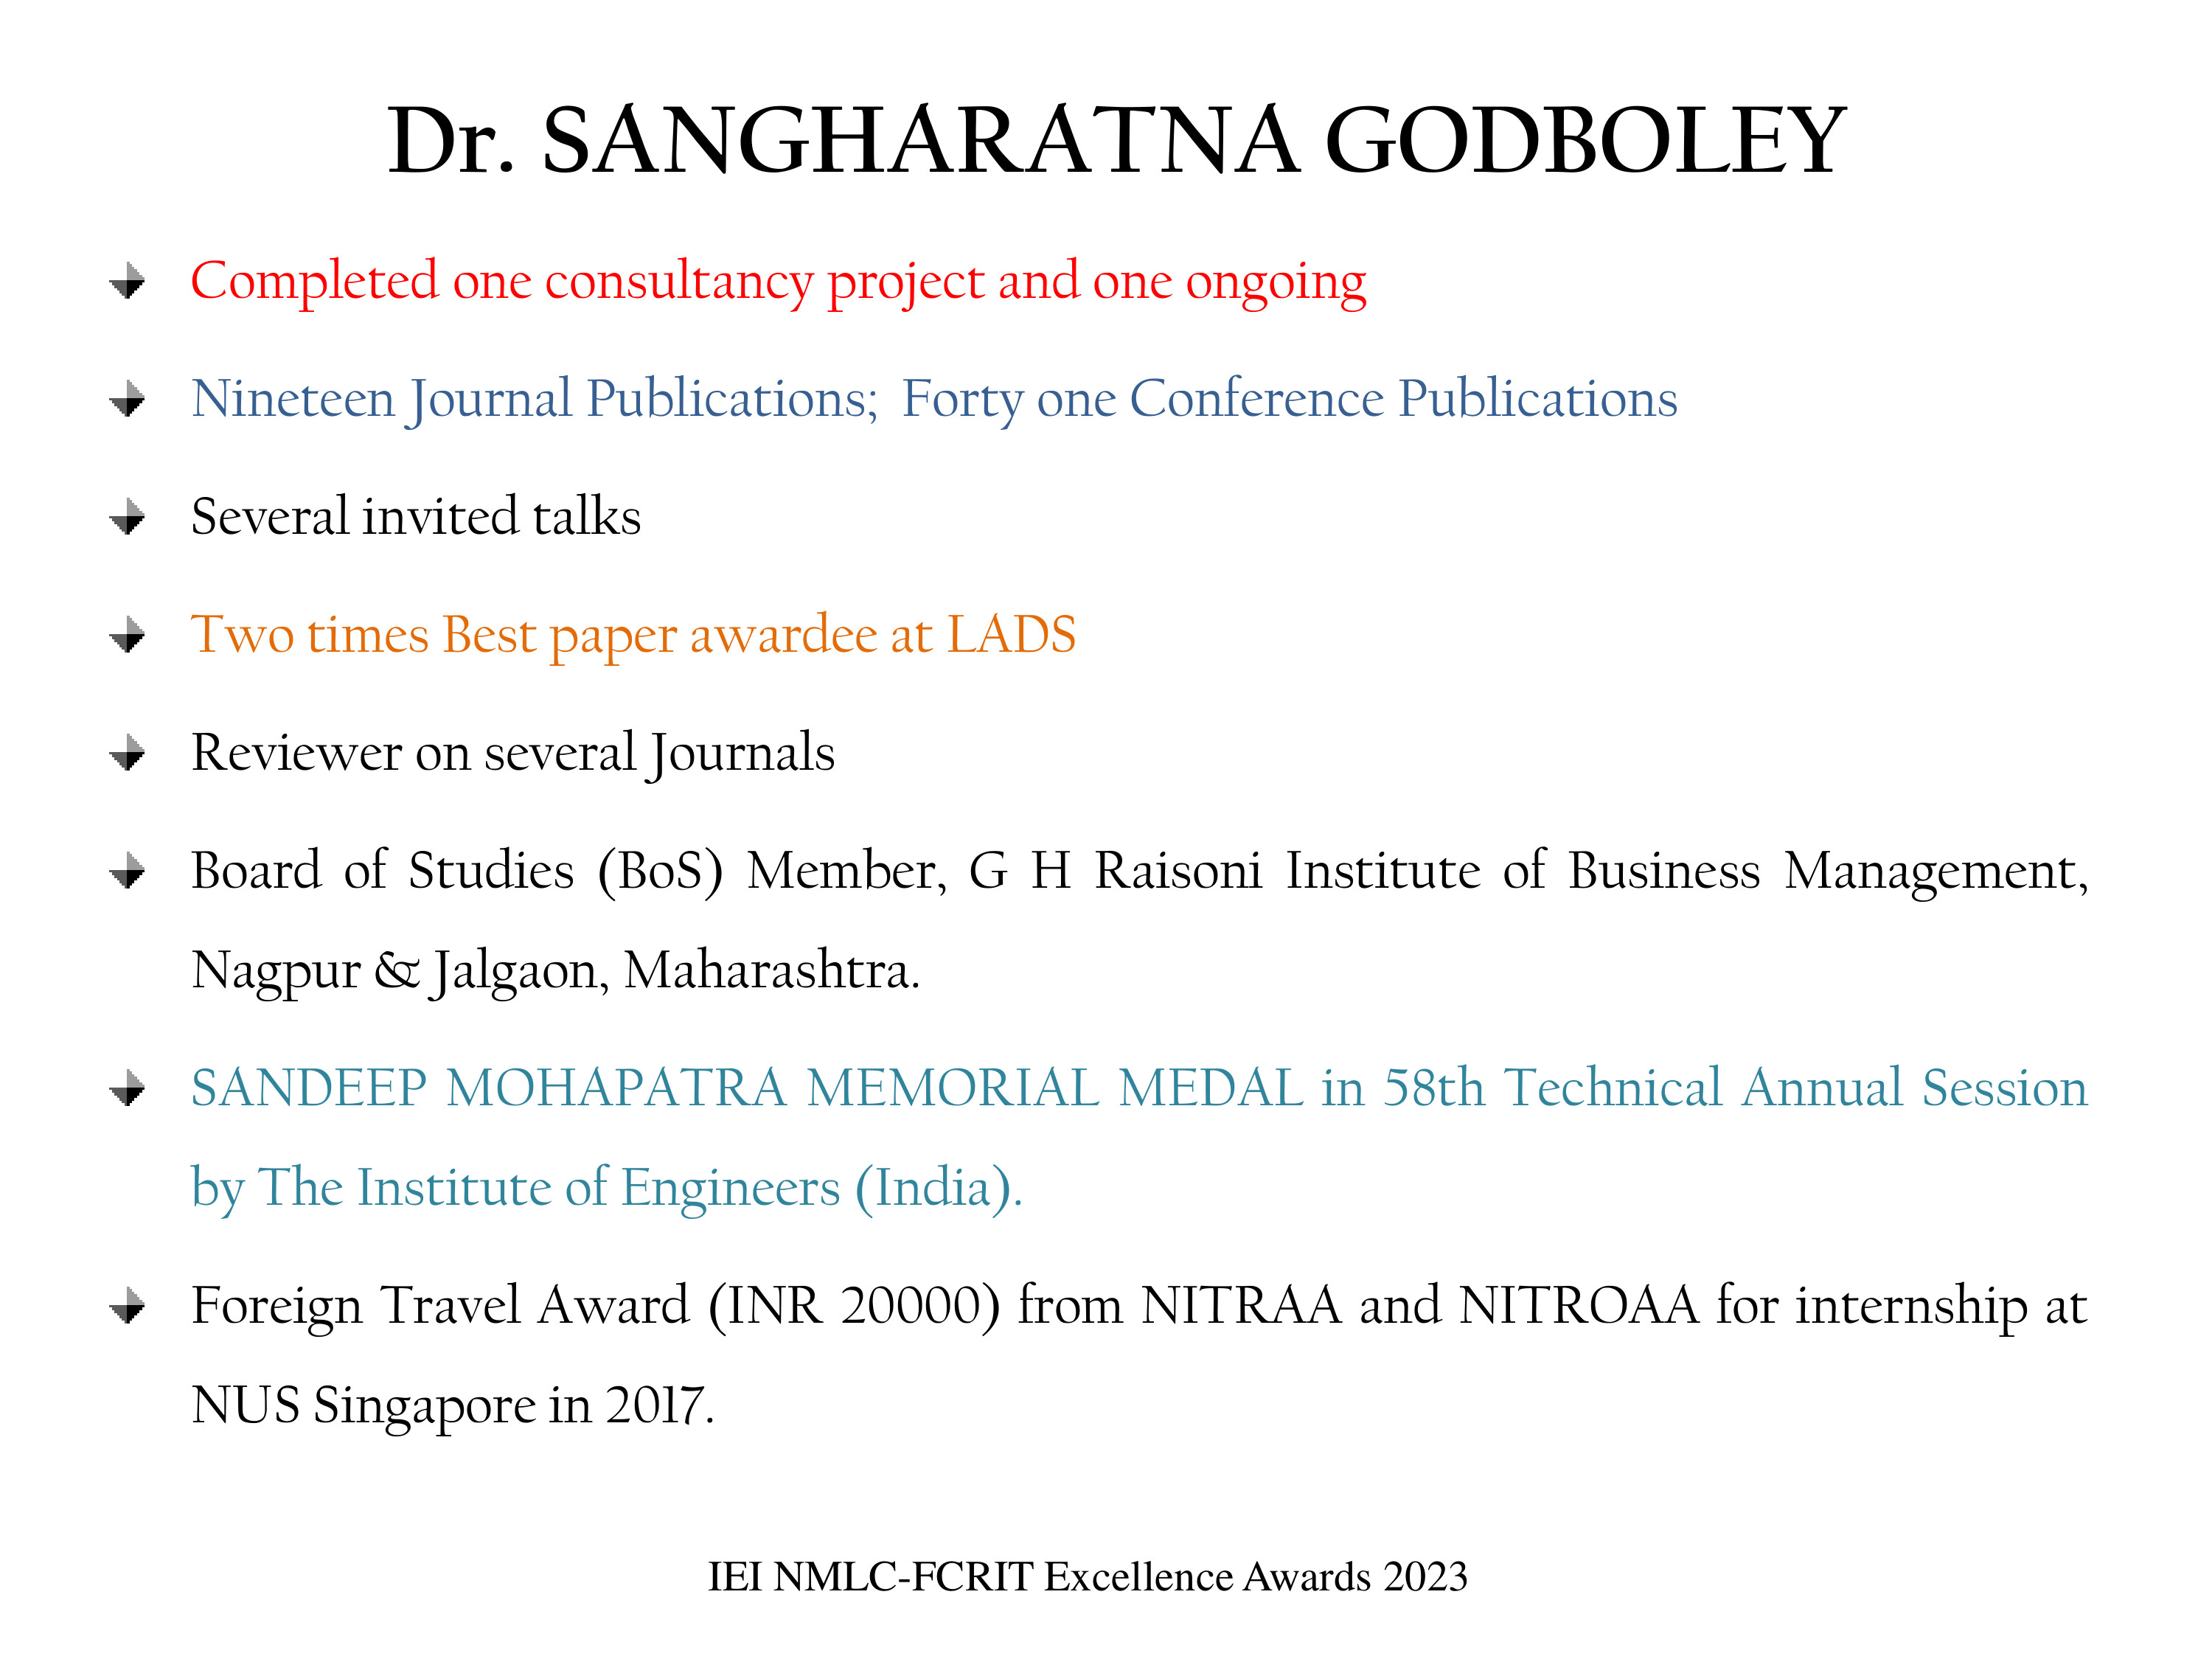 Dr. SANGHARATNA GODBOLEY
Completed one consultancy project and one ongoing
Nineteen Journal Publications; Forty one Conference Publications
Several invited talks
Two times Best paper awardee at LADS
Reviewer on several Journals
Board of Studies (BoS) Member, G H Raisoni Institute of Business Management,
Nagpur & Jalgaon, Maharashtra.
SANDEEP MOHAPATRA MEMORIAL MEDAL in 58th Technical Annual Session
by The Institute of Engineers (India).
Foreign Travel Award (INR 20000) from NITRAA and NITROAA for internship at
NUS Singapore in 2017.
IEI NMLC-FCRIT Excellence Awards 2023